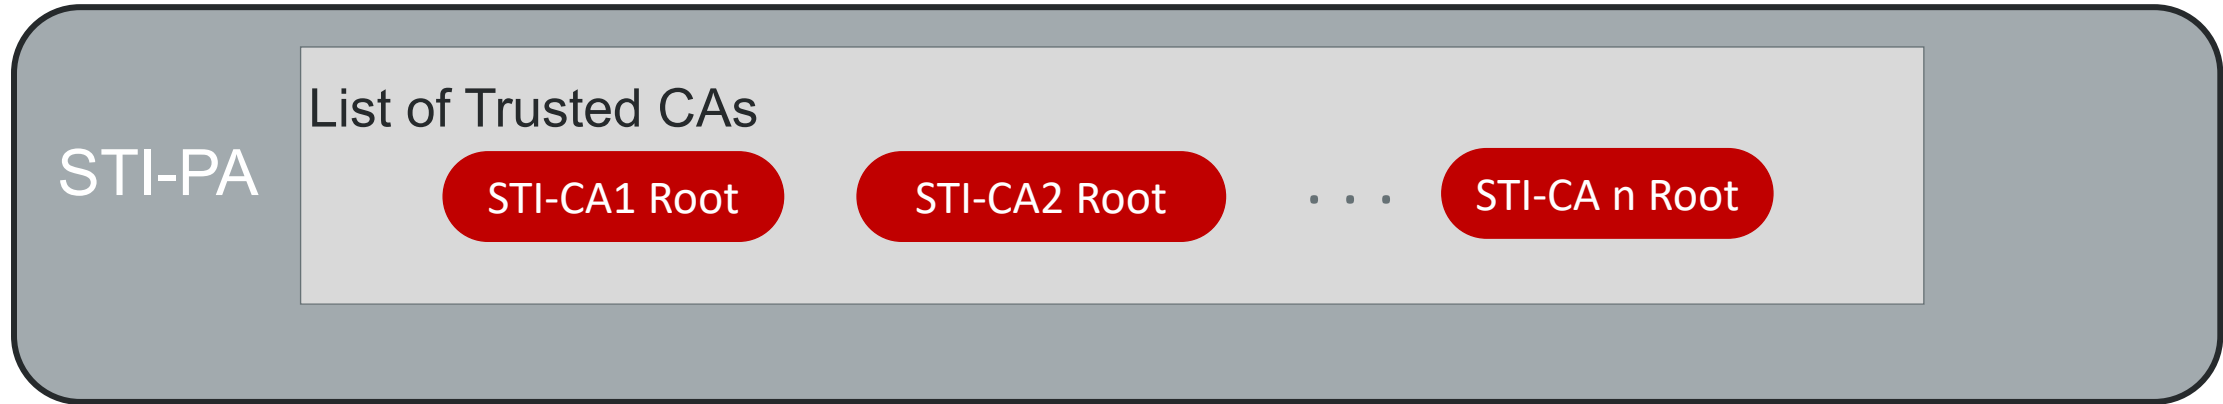 List of Trusted CAs
STI-PA
STI-CA1 Root
STI-CA2 Root
. . .
STI-CA n Root